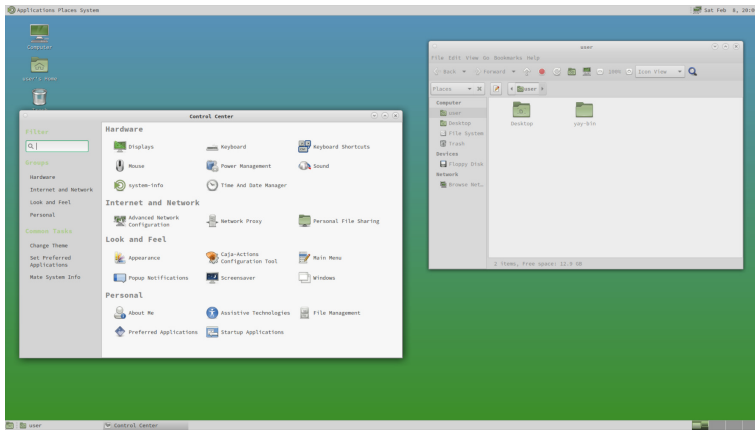 Applications Places System
Sat Feb 8, 20:0
Computer
user's Home
Control Center
Filter
Groups
Hardware
Internet and Network
Look and Feel
Personal
Common Tasks
Change Theme
Set Preferred
Applications
Mate System Info
Hardware
Displays
Keyboard
Keyboard Shortcuts
Mouse
Power Management
Sound
system-info
Time And Date Manager
Internet and Network
Advanced Network
Configuration
Network Proxy
Personal File Sharing
Look and Feel
Appearance
Caja-Actions
Configuration Tool
Main Menu
Popup Notifications
Screensaver
Windows
Personal
About Me
Assistive Technologies
File Management
Preferred Applications
Startup Applications
user
File Edit View Go Bookmarks Help
Back
Forward
100%
Icon View
Places
user
Computer
user
Desktop
File System
Trash
Devices
Floppy Disk
Network
Browse Net…
Desktop
yay-bin
2 items, Free space: 12.0 GB
user
Control Center